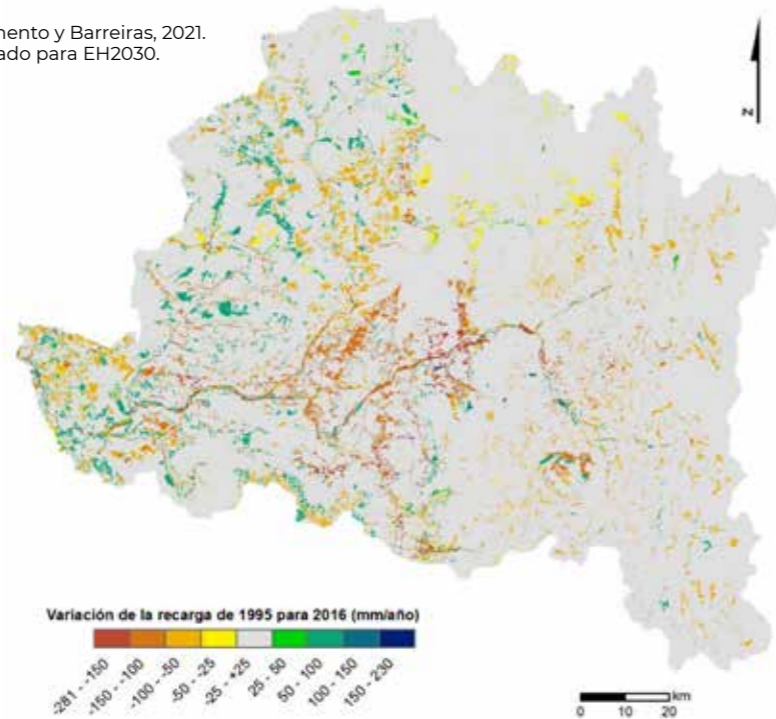 mento y Barreiras, 2021.
ado para EH2030.
N
Variación de la recarga de 1995 para 2016 (mm/año)
-281 - -150
-150 - -100
-100 - -50
-50 - -25
-25 - +25
25 - 50
50 - 100
100 - 150
150 - 230
km
0 10 20